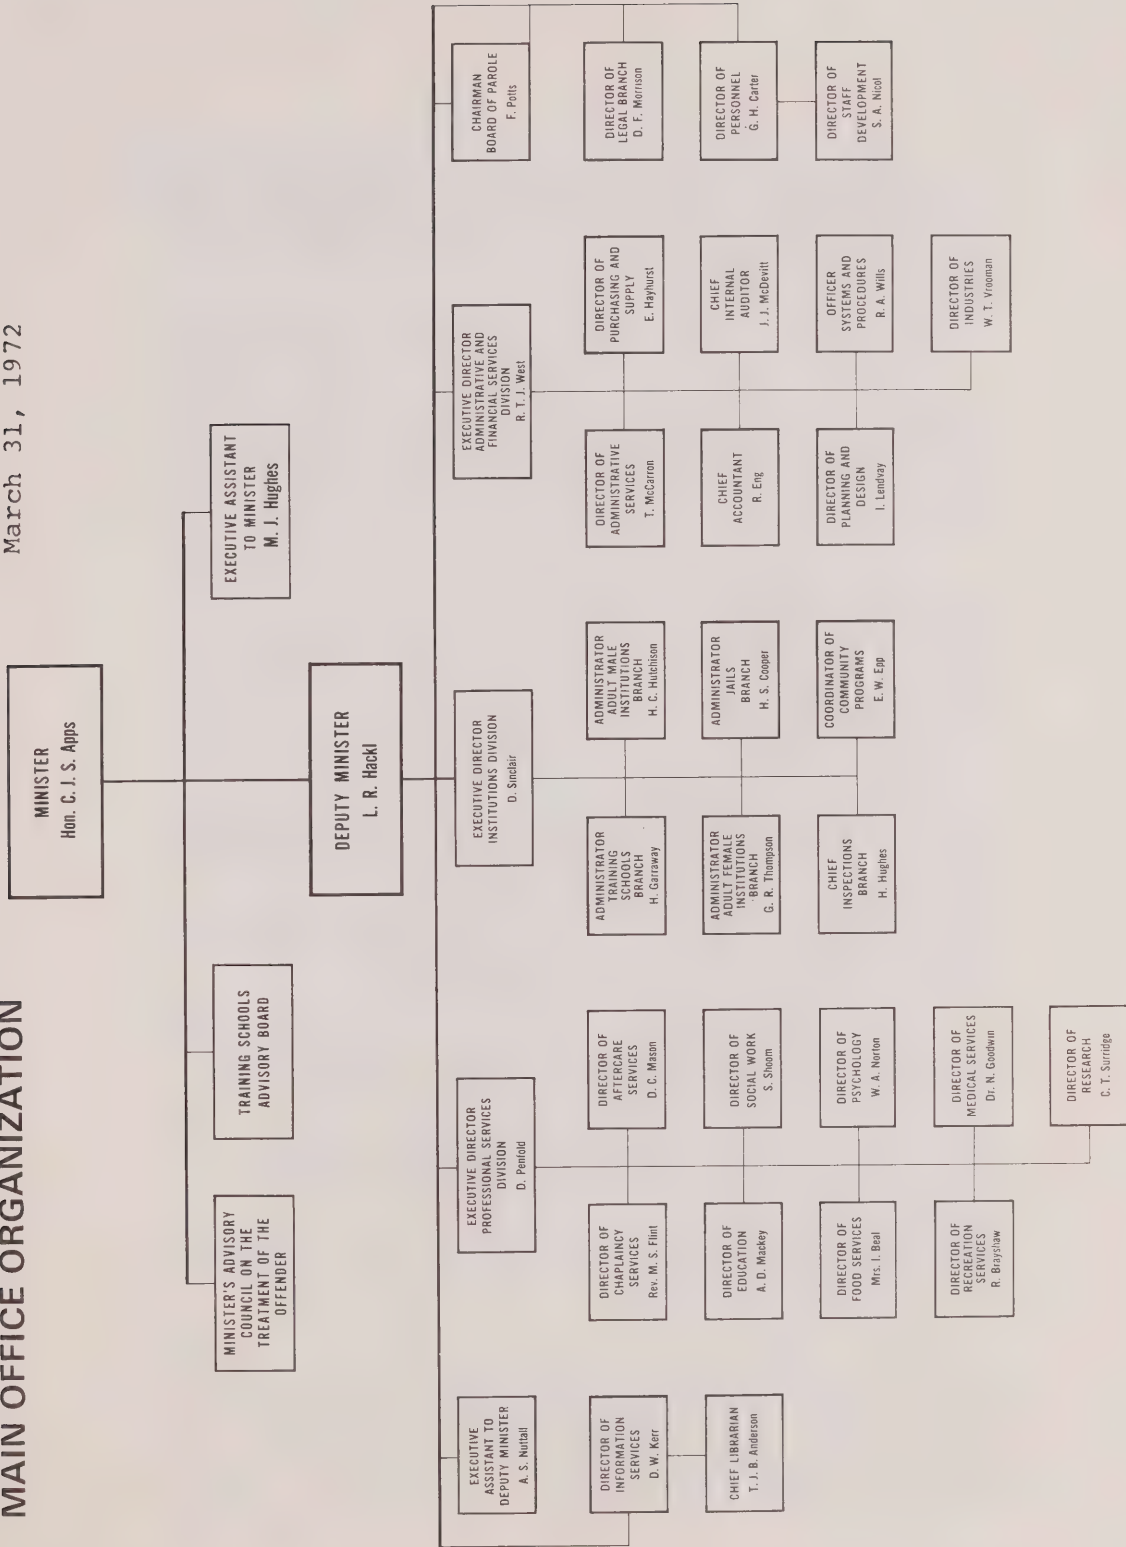 MAIN OFFICE ORGANIZATION
March 31, 1972
MINISTER
Hon. C. J. S. Apps
MINISTER'S ADVISORY
COUNCIL ON THE
TREATMENT OF THE
OFFENDER
TRAINING SCHOOLS
ADVISORY BOARD
EXECUTIVE ASSISTANT
TO MINISTER
M. J. Hughes
DEPUTY MINISTER
L. R. Hackl
EXECUTIVE
ASSISTANT TO
DEPUTY MINISTER
A. S. Nuttall
DIRECTOR OF
INFORMATION
SERVICES
D. W. Kerr
CHIEF LIBRARIAN
T. J. B. Anderson
EXECUTIVE DIRECTOR
PROFESSIONAL SERVICES
DIVISION
D. Penfold
DIRECTOR OF
CHAPLAINCY
SERVICES
Rev. M. S. Flint
DIRECTOR OF
AFTERCARE
SERVICES
D. C. Mason
DIRECTOR OF
EDUCATION
A. D. Mackey
DIRECTOR OF
SOCIAL WORK
S. Shoom
DIRECTOR OF
FOOD SERVICES
Mrs. I. Beal
DIRECTOR OF
PSYCHOLOGY
W. A. Norton
DIRECTOR OF
RECREATION
SERVICES
R. Brayshaw
DIRECTOR OF
MEDICAL SERVICES
Dr. N. Goodwin
DIRECTOR OF
RESEARCH
C. T. Surridge
EXECUTIVE DIRECTOR
INSTITUTIONS DIVISION
D. Sinclair
ADMINISTRATOR
TRAINING
SCHOOLS
BRANCH
H. Garraway
ADMINISTRATOR
ADULT MALE
INSTITUTIONS
BRANCH
H. C. Hutchison
ADMINISTRATOR
ADULT FEMALE
INSTITUTIONS
BRANCH
G. R. Thompson
ADMINISTRATOR
JAILS
BRANCH
H. S. Cooper
CHIEF
INSPECTIONS
BRANCH
H. Hughes
COORDINATOR OF
COMMUNITY
PROGRAMS
E. W. Epp
EXECUTIVE DIRECTOR
ADMINISTRATIVE AND
FINANCIAL SERVICES
DIVISION
R. T. J. West
DIRECTOR OF
ADMINISTRATIVE
SERVICES
T. McCarron
DIRECTOR OF
PURCHASING AND
SUPPLY
E. Hayhurst
CHIEF
ACCOUNTANT
R. Eng
CHIEF
INTERNAL
AUDITOR
J. J. McDevitt
DIRECTOR OF
PLANNING AND
DESIGN
I. Lendvay
OFFICER
SYSTEMS AND
PROCEDURES
R. A. Wills
DIRECTOR OF
INDUSTRIES
W. T. Vrooman
CHAIRMAN
BOARD OF PAROLE
F. Potts
DIRECTOR OF
LEGAL BRANCH
D. F. Morrison
DIRECTOR OF
PERSONNEL
G. H. Carter
DIRECTOR OF
STAFF
DEVELOPMENT
S. A. Nicol